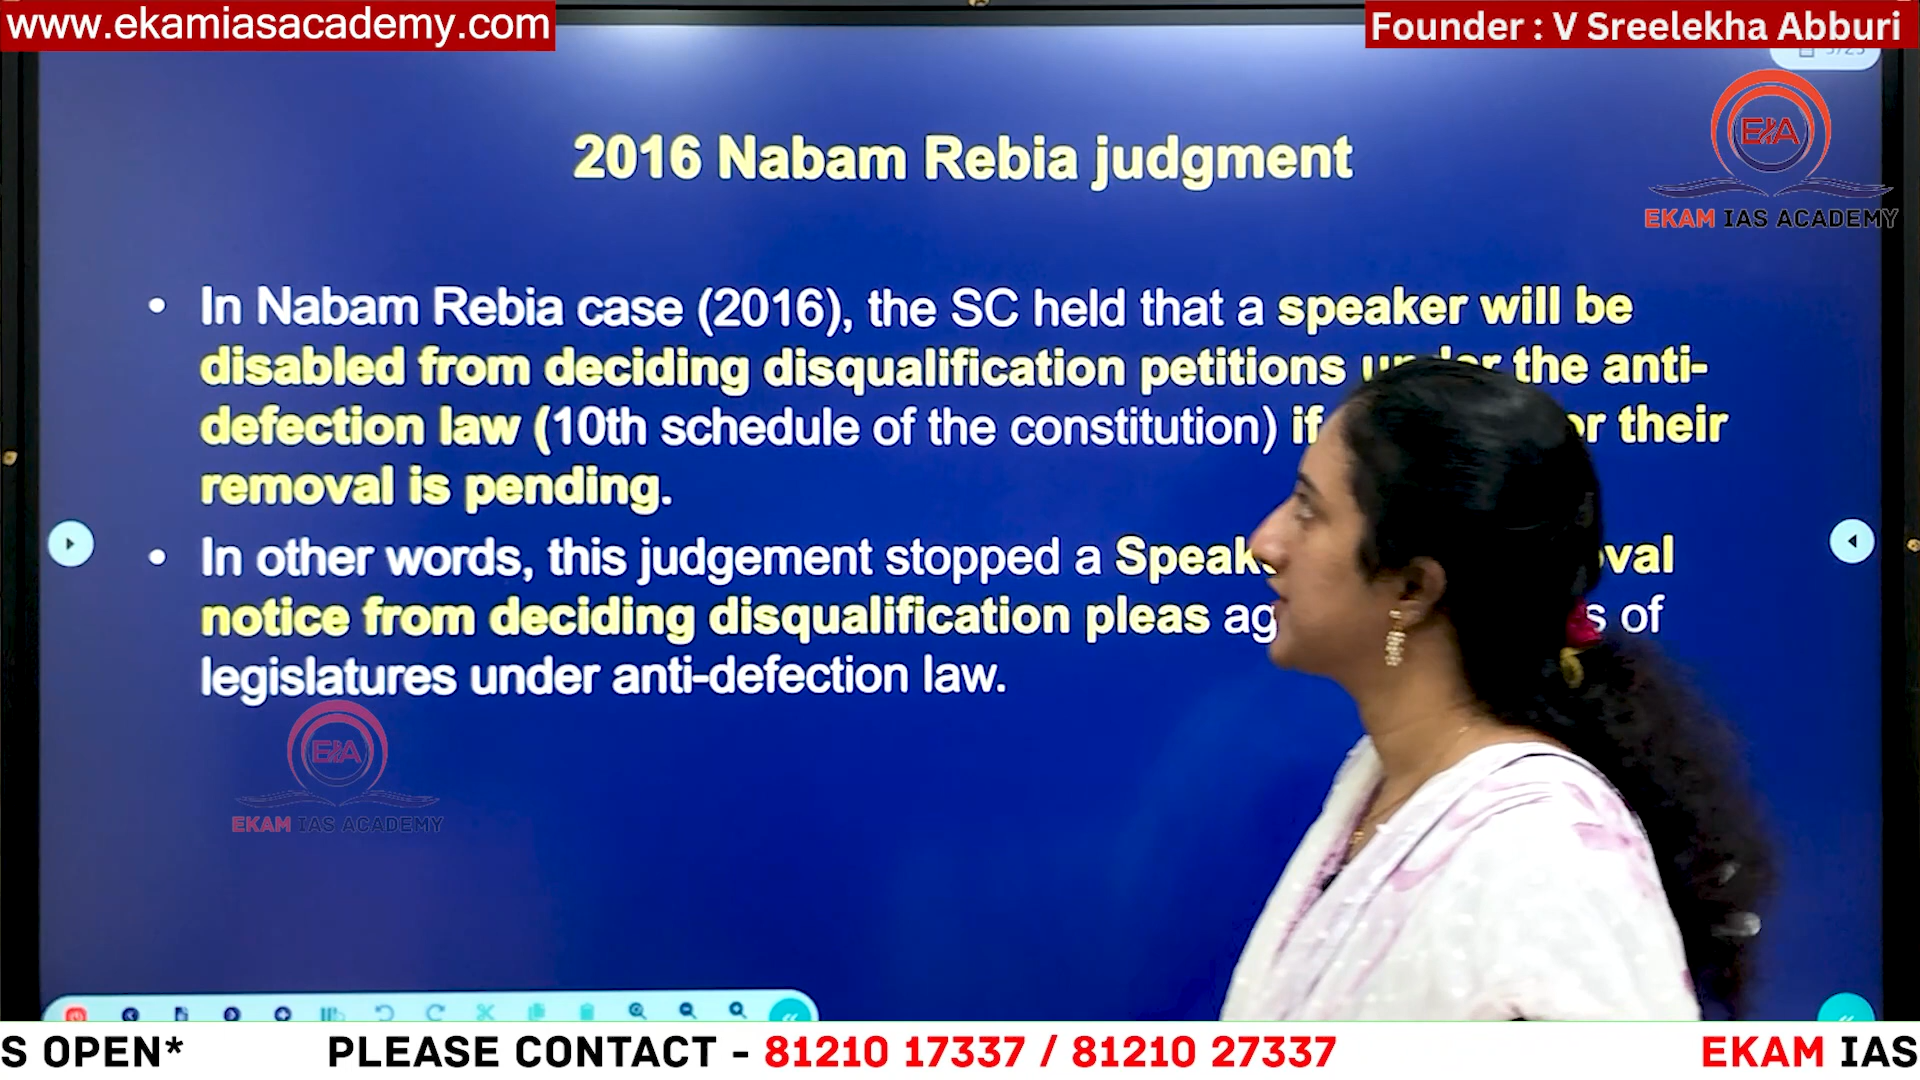 www.ekamiasacademy.com
Founder : V Sreelekha Abburi
EKAM IAS ACADEMY
2016 Nabam Rebia judgment
• In Nabam Rebia case (2016), the SC held that a speaker will be
disabled from deciding disqualification petitions under the anti-
defection law (10th schedule of the constitution) if or their
removal is pending.
• In other words, this judgement stopped a
notice from deciding disqualification pleas of
legislatures under anti-defection law.
EKAM IAS ACADEMY
S OPEN* PLEASE CONTACT - 81210 17337 / 81210 27337 EKAM IAS